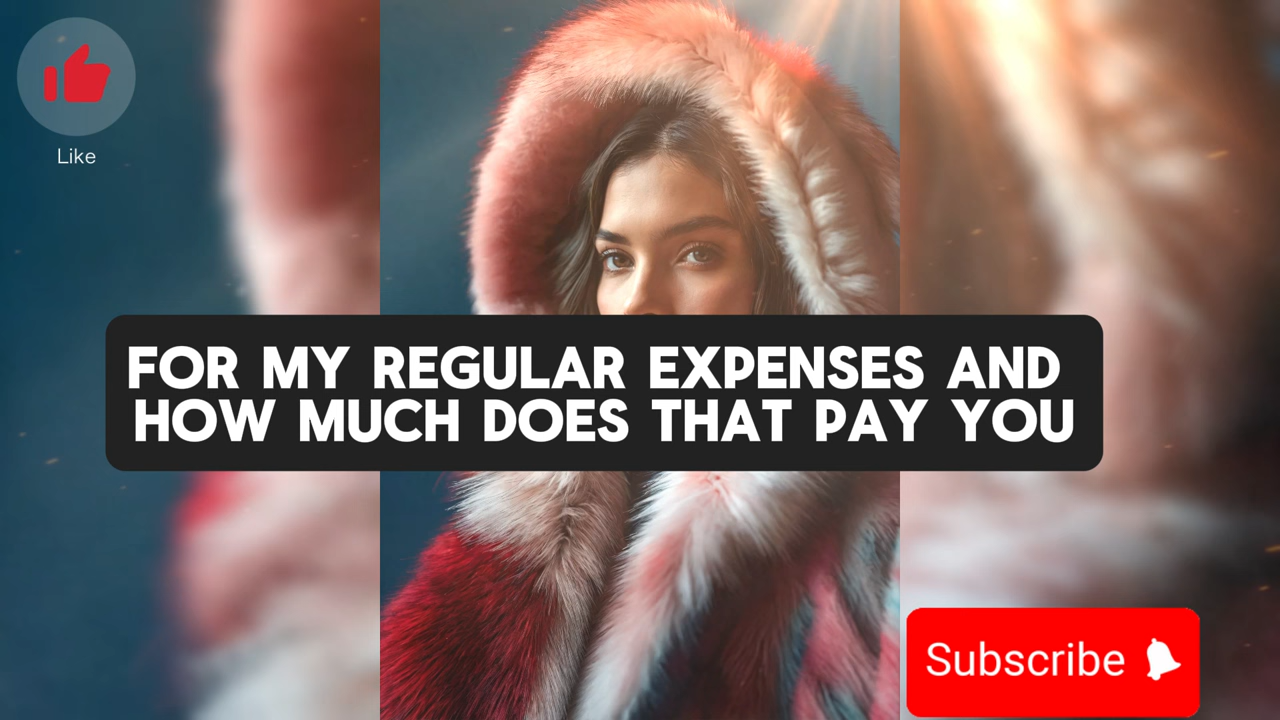 Like
FOR MY REGULAR EXPENSES AND
HOW MUCH DOES THAT PAY YOU
Subscribe